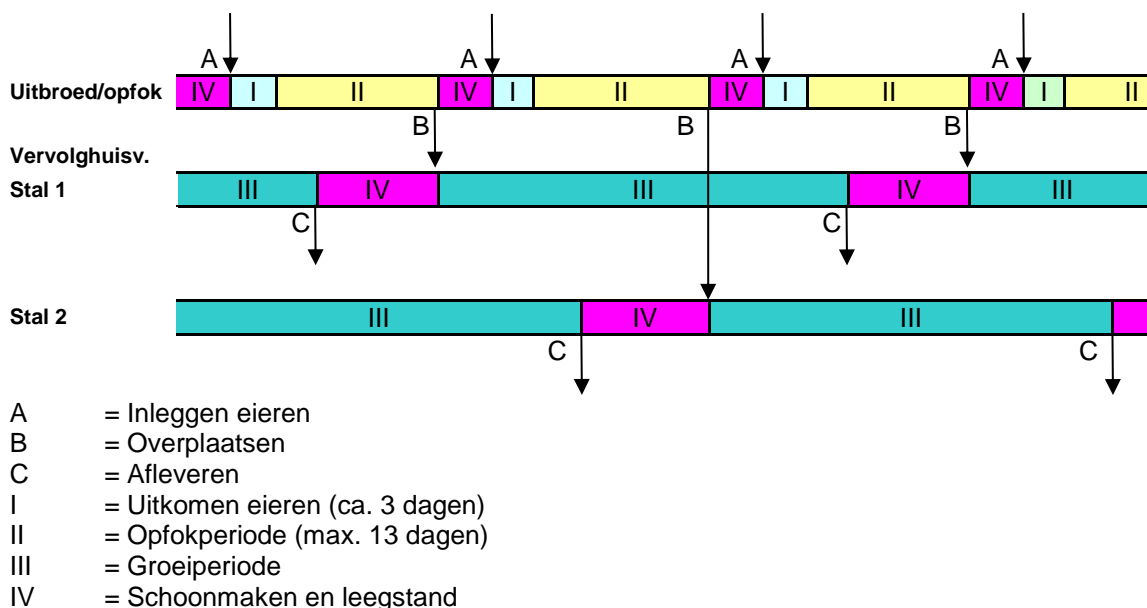 A A A A
Uitbroed/opfok IV I II IV I II IV I II IV I II
B B B
Vervolghuisv.
Stal 1 III IV III IV III
C C
Stal 2 III IV III
C C
A = Inleggen eieren
B = Overplaatsen
C = Afleveren
I = Uitkomen eieren (ca. 3 dagen)
II = Opfokperiode (max. 13 dagen)
III = Groeiperiode
IV = Schoonmaken en leegstand